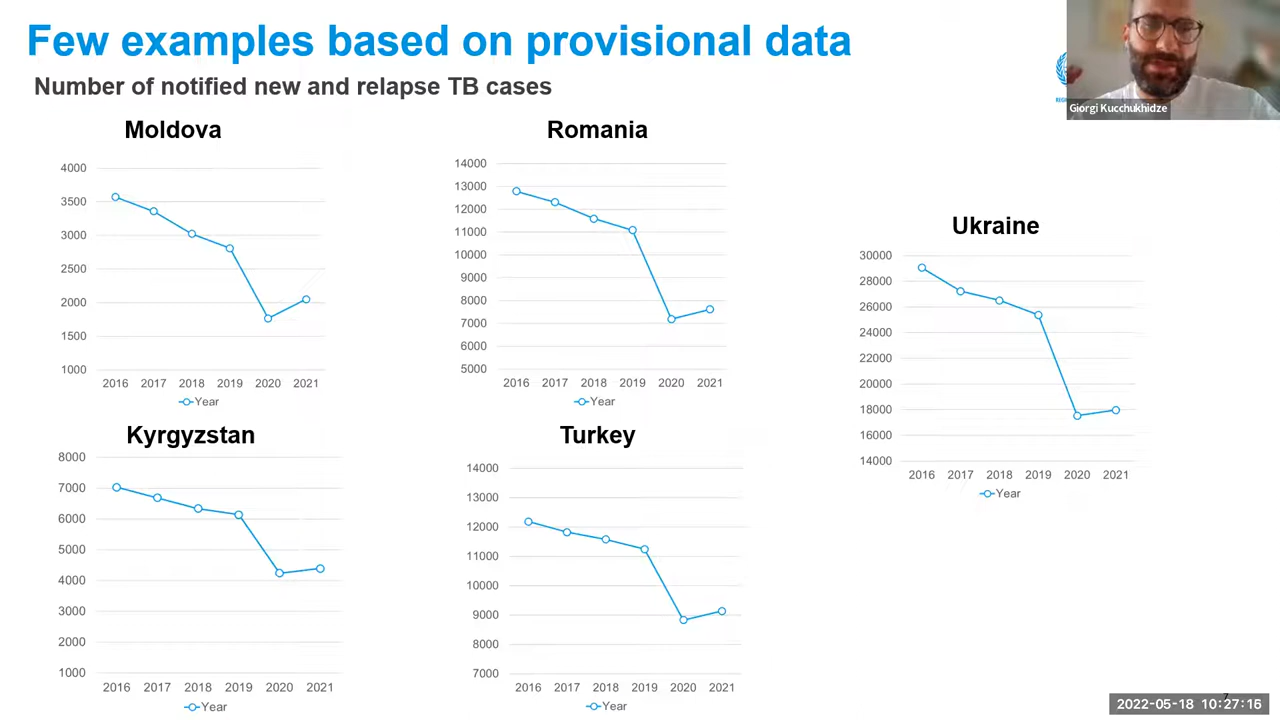 Few examples based on provisional data
Number of notified new and relapse TB cases
Giorgi Kucchukhidze
Moldova
4000
3500
3000
2500
2000
1500
1000
2016 2017 2018 2019 2020 2021
Year
Romania
14000
13000
12000
11000
10000
9000
8000
7000
6000
5000
2016 2017 2018 2019 2020 2021
Year
Ukraine
30000
28000
26000
24000
22000
20000
18000
16000
14000
2016 2017 2018 2019 2020 2021
Year
Kyrgyzstan
8000
7000
6000
5000
4000
3000
2000
1000
2016 2017 2018 2019 2020 2021
Year
Turkey
14000
13000
12000
11000
10000
9000
8000
7000
2016 2017 2018 2019 2020 2021
Year
7
2022-05-18 10:27:16